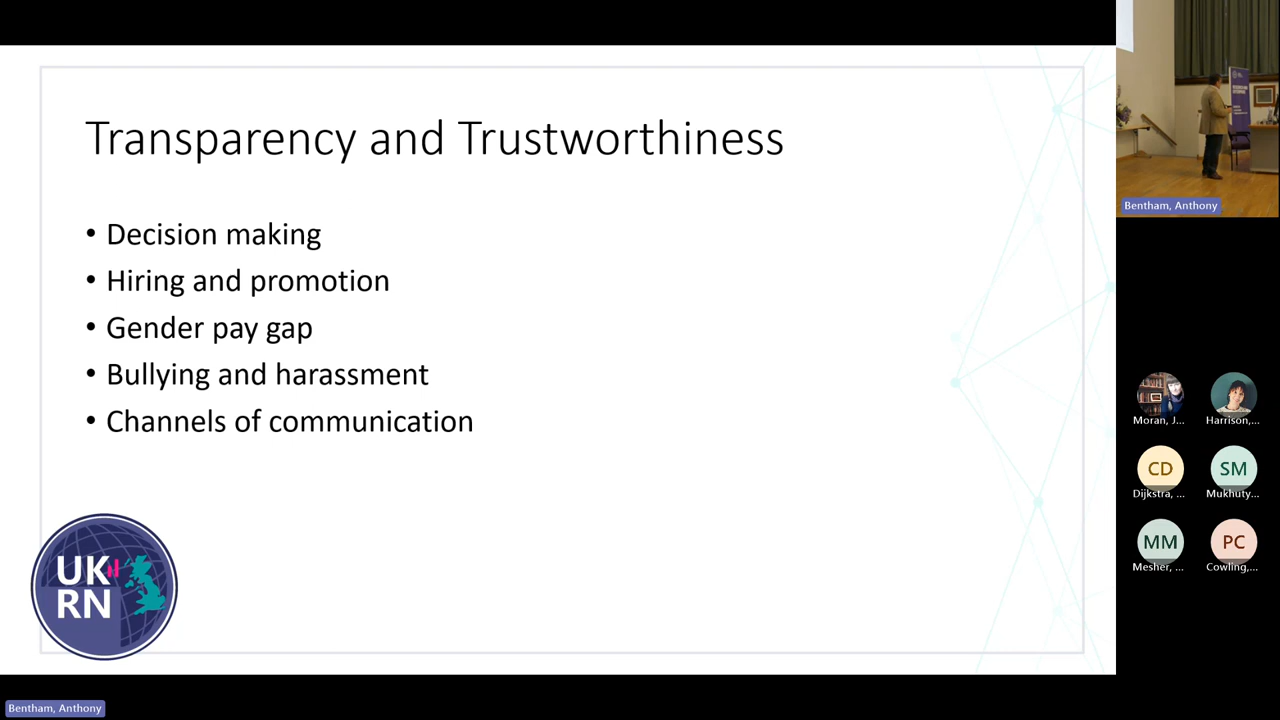 Transparency and Trustworthiness
• Decision making
• Hiring and promotion
• Gender pay gap
• Bullying and harassment
• Channels of communication
UK
RN
Bentham, Anthony
Bentham, Anthony
Moran, J...
Harrison,...
CD
SM
Dijkstra, ...
Mukhuty...
MM
PC
Mesher, ...
Cowling,...